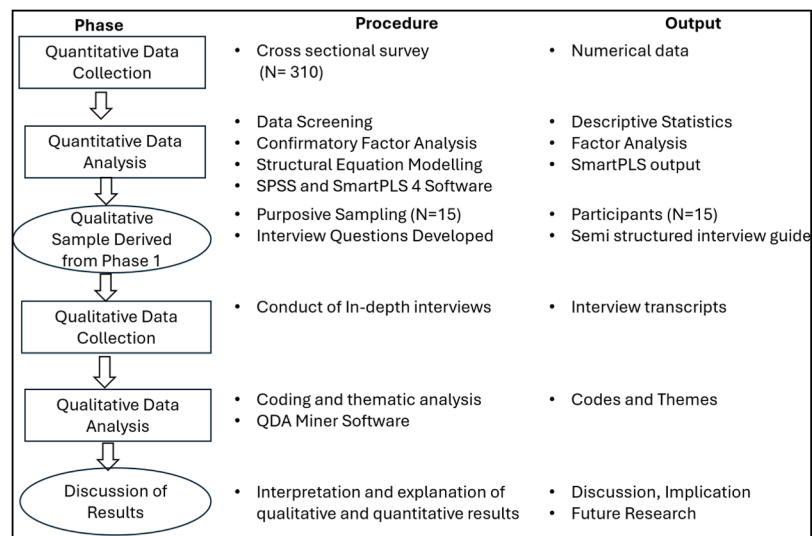 Phase Procedure Output
Quantitative Data
Collection
• Cross sectional survey
(N= 310)
• Numerical data
Quantitative Data
Analysis
• Data Screening
• Confirmatory Factor Analysis
• Structural Equation Modelling
• SPSS and SmartPLS 4 Software
• Descriptive Statistics
• Factor Analysis
• SmartPLS output
Qualitative
Sample Derived
from Phase 1
• Purposive Sampling (N=15)
• Interview Questions Developed
• Participants (N=15)
• Semi structured interview guide
Qualitative Data
Collection
• Conduct of In-depth interviews
• Interview transcripts
Qualitative Data
Analysis
• Coding and thematic analysis
• QDA Miner Software
• Codes and Themes
Discussion of
Results
• Interpretation and explanation of
qualitative and quantitative results
• Discussion, Implication
• Future Research